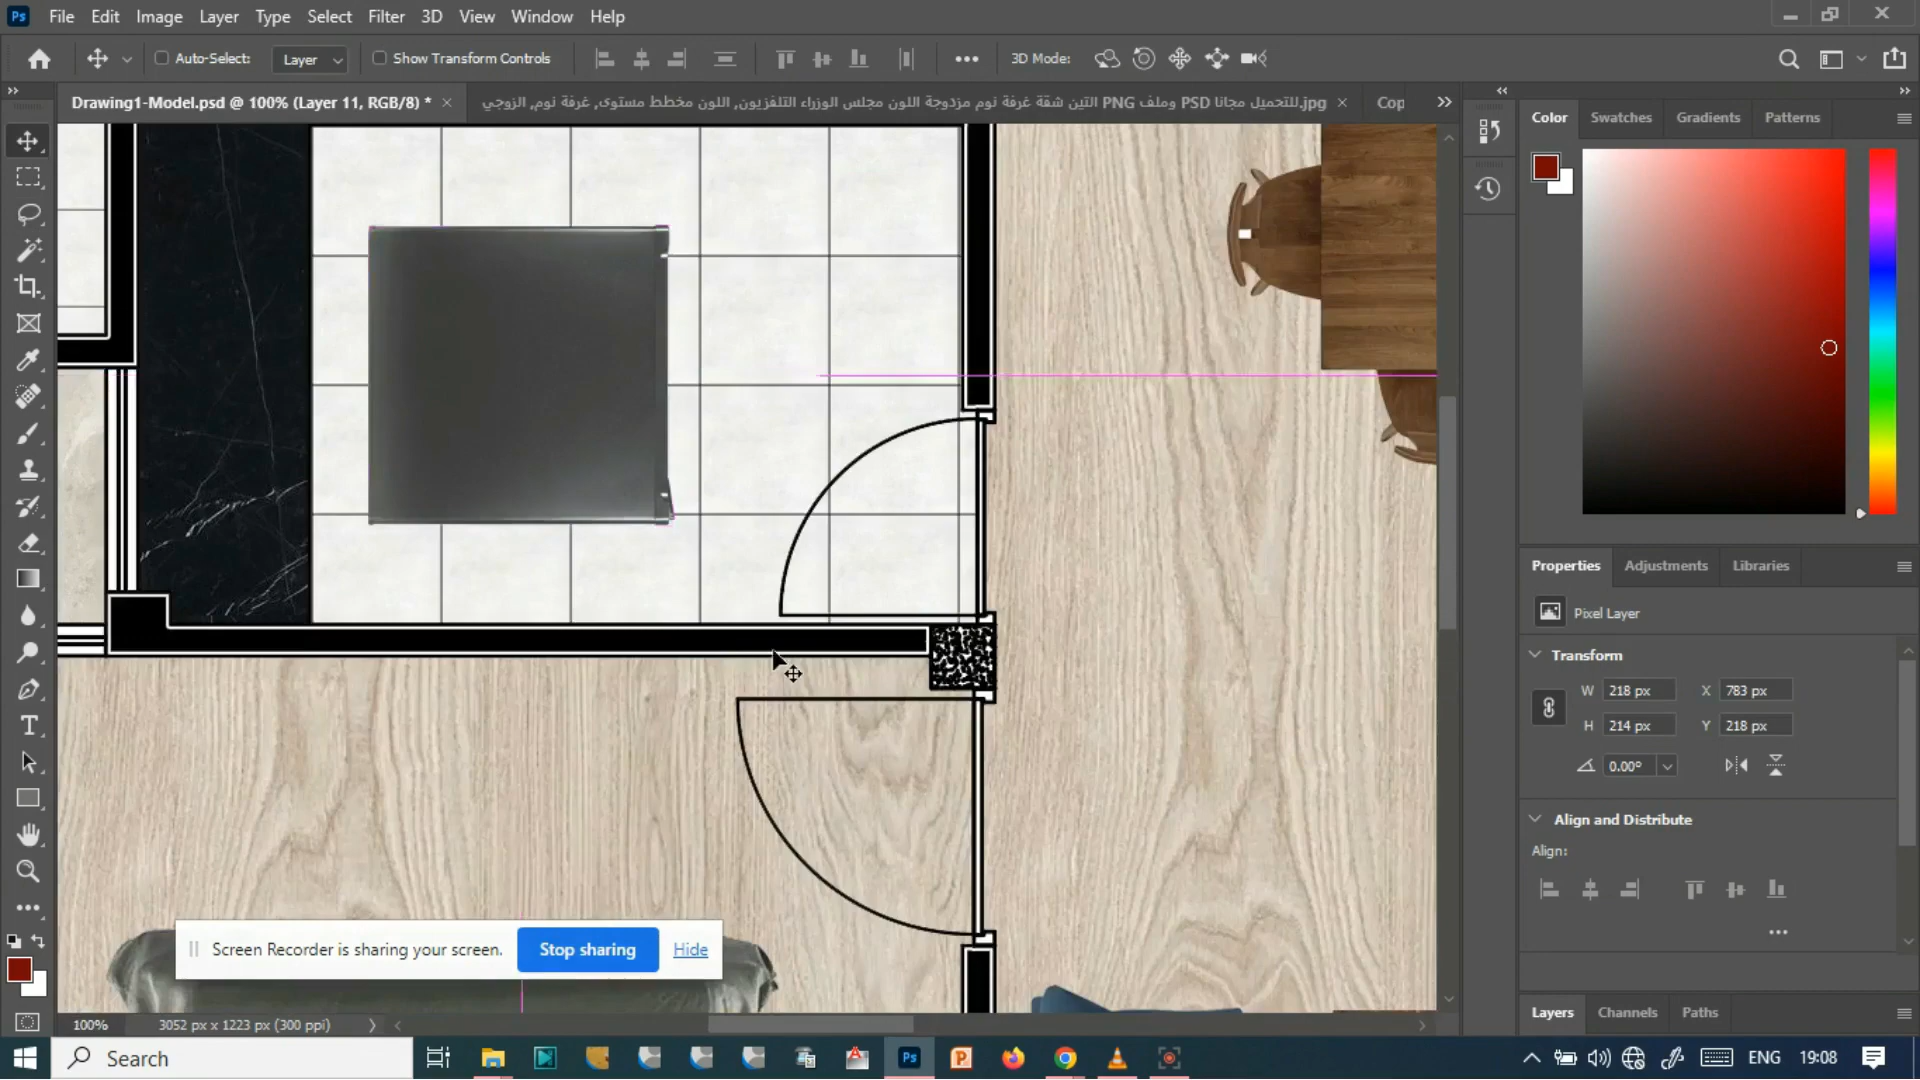 Ps File Edit Image Layer Type Select Filter 3D View Window Help
Auto-Select: Layer Show Transform Controls ••• 3D Mode:
Drawing1-Model.psd @ 100% (Layer 11, RGB/8) * × للتحميل مجانا PSD وملف PNG التين شقة غرفة نوم مزدوجة اللون مجلس الوزراء التلفزيون, اللون مخطط مستوى, غرفة نوم, الزوجي.jpg × Cop
Color Swatches Gradients Patterns
Properties Adjustments Libraries
Pixel Layer
Transform
W 218 px X 783 px
H 214 px Y 218 px
0.00°
Align and Distribute
Align:
•••
Screen Recorder is sharing your screen. Stop sharing Hide
Layers Channels Paths
100% 3052 px x 1223 px (300 ppi)
Search Ps ENG 19:08